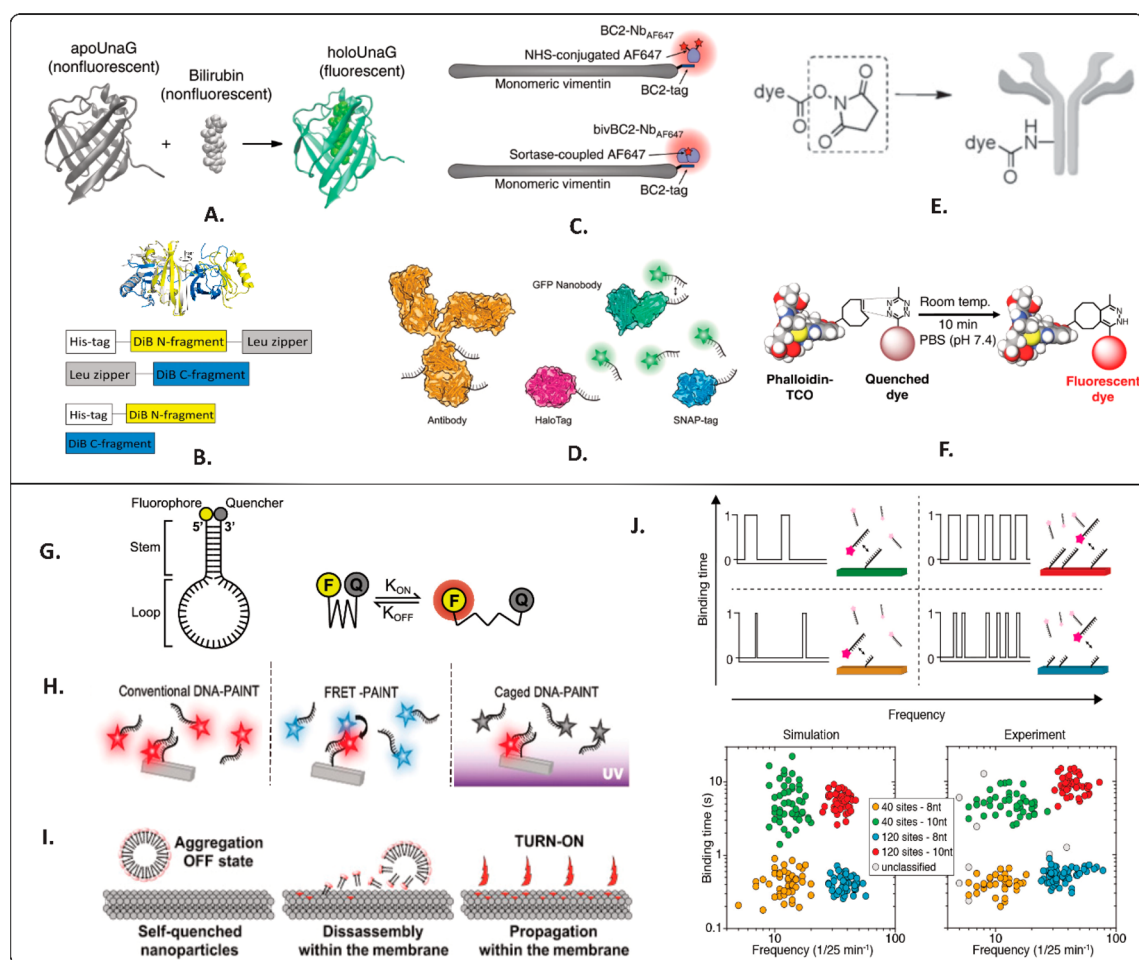 apoUnaG
(nonfluorescent)
Bilirubin
(nonfluorescent)
holoUnaG
(fluorescent)
+
A.
BC2-Nb AF647
NHS-conjugated AF647
Monomeric vimentin
BC2-tag
bivBC2-Nb AF647
Sortase-coupled AF647
Monomeric vimentin
BC2-tag
C.
dye
O
O
N
O
O
dye
H
N
O
E.
His-tag
DiB N-fragment
Leu zipper
Leu zipper
DiB C-fragment
His-tag
DiB N-fragment
DiB C-fragment
B.
GFP Nanobody
Antibody
HaloTag
SNAP-tag
D.
N
N
N
N
Room temp.
10 min
PBS (pH 7.4)
N
NH
Phalloidin-
TCO
Quenched
dye
Fluorescent
dye
F.
Fluorophore
Quencher
5'
3'
G.
Stem
Loop
F
Q
KON
KOFF
F
Q
H.
Conventional DNA-PAINT
FRET -PAINT
Caged DNA-PAINT
UV
I.
Aggregation
OFF state
TURN-ON
Self-quenched
nanoparticles
Disassembly
within the membrane
Propagation
within the membrane
J.
Binding time
1
0
1
0
1
0
1
0
Frequency
Simulation
Experiment
Binding time (s)
10
1
0.1
40 sites - 8nt
40 sites - 10nt
120 sites - 8nt
120 sites - 10nt
unclassified
10
100
Frequency (1/25 min⁻¹)
10
100
Frequency (1/25 min⁻¹)